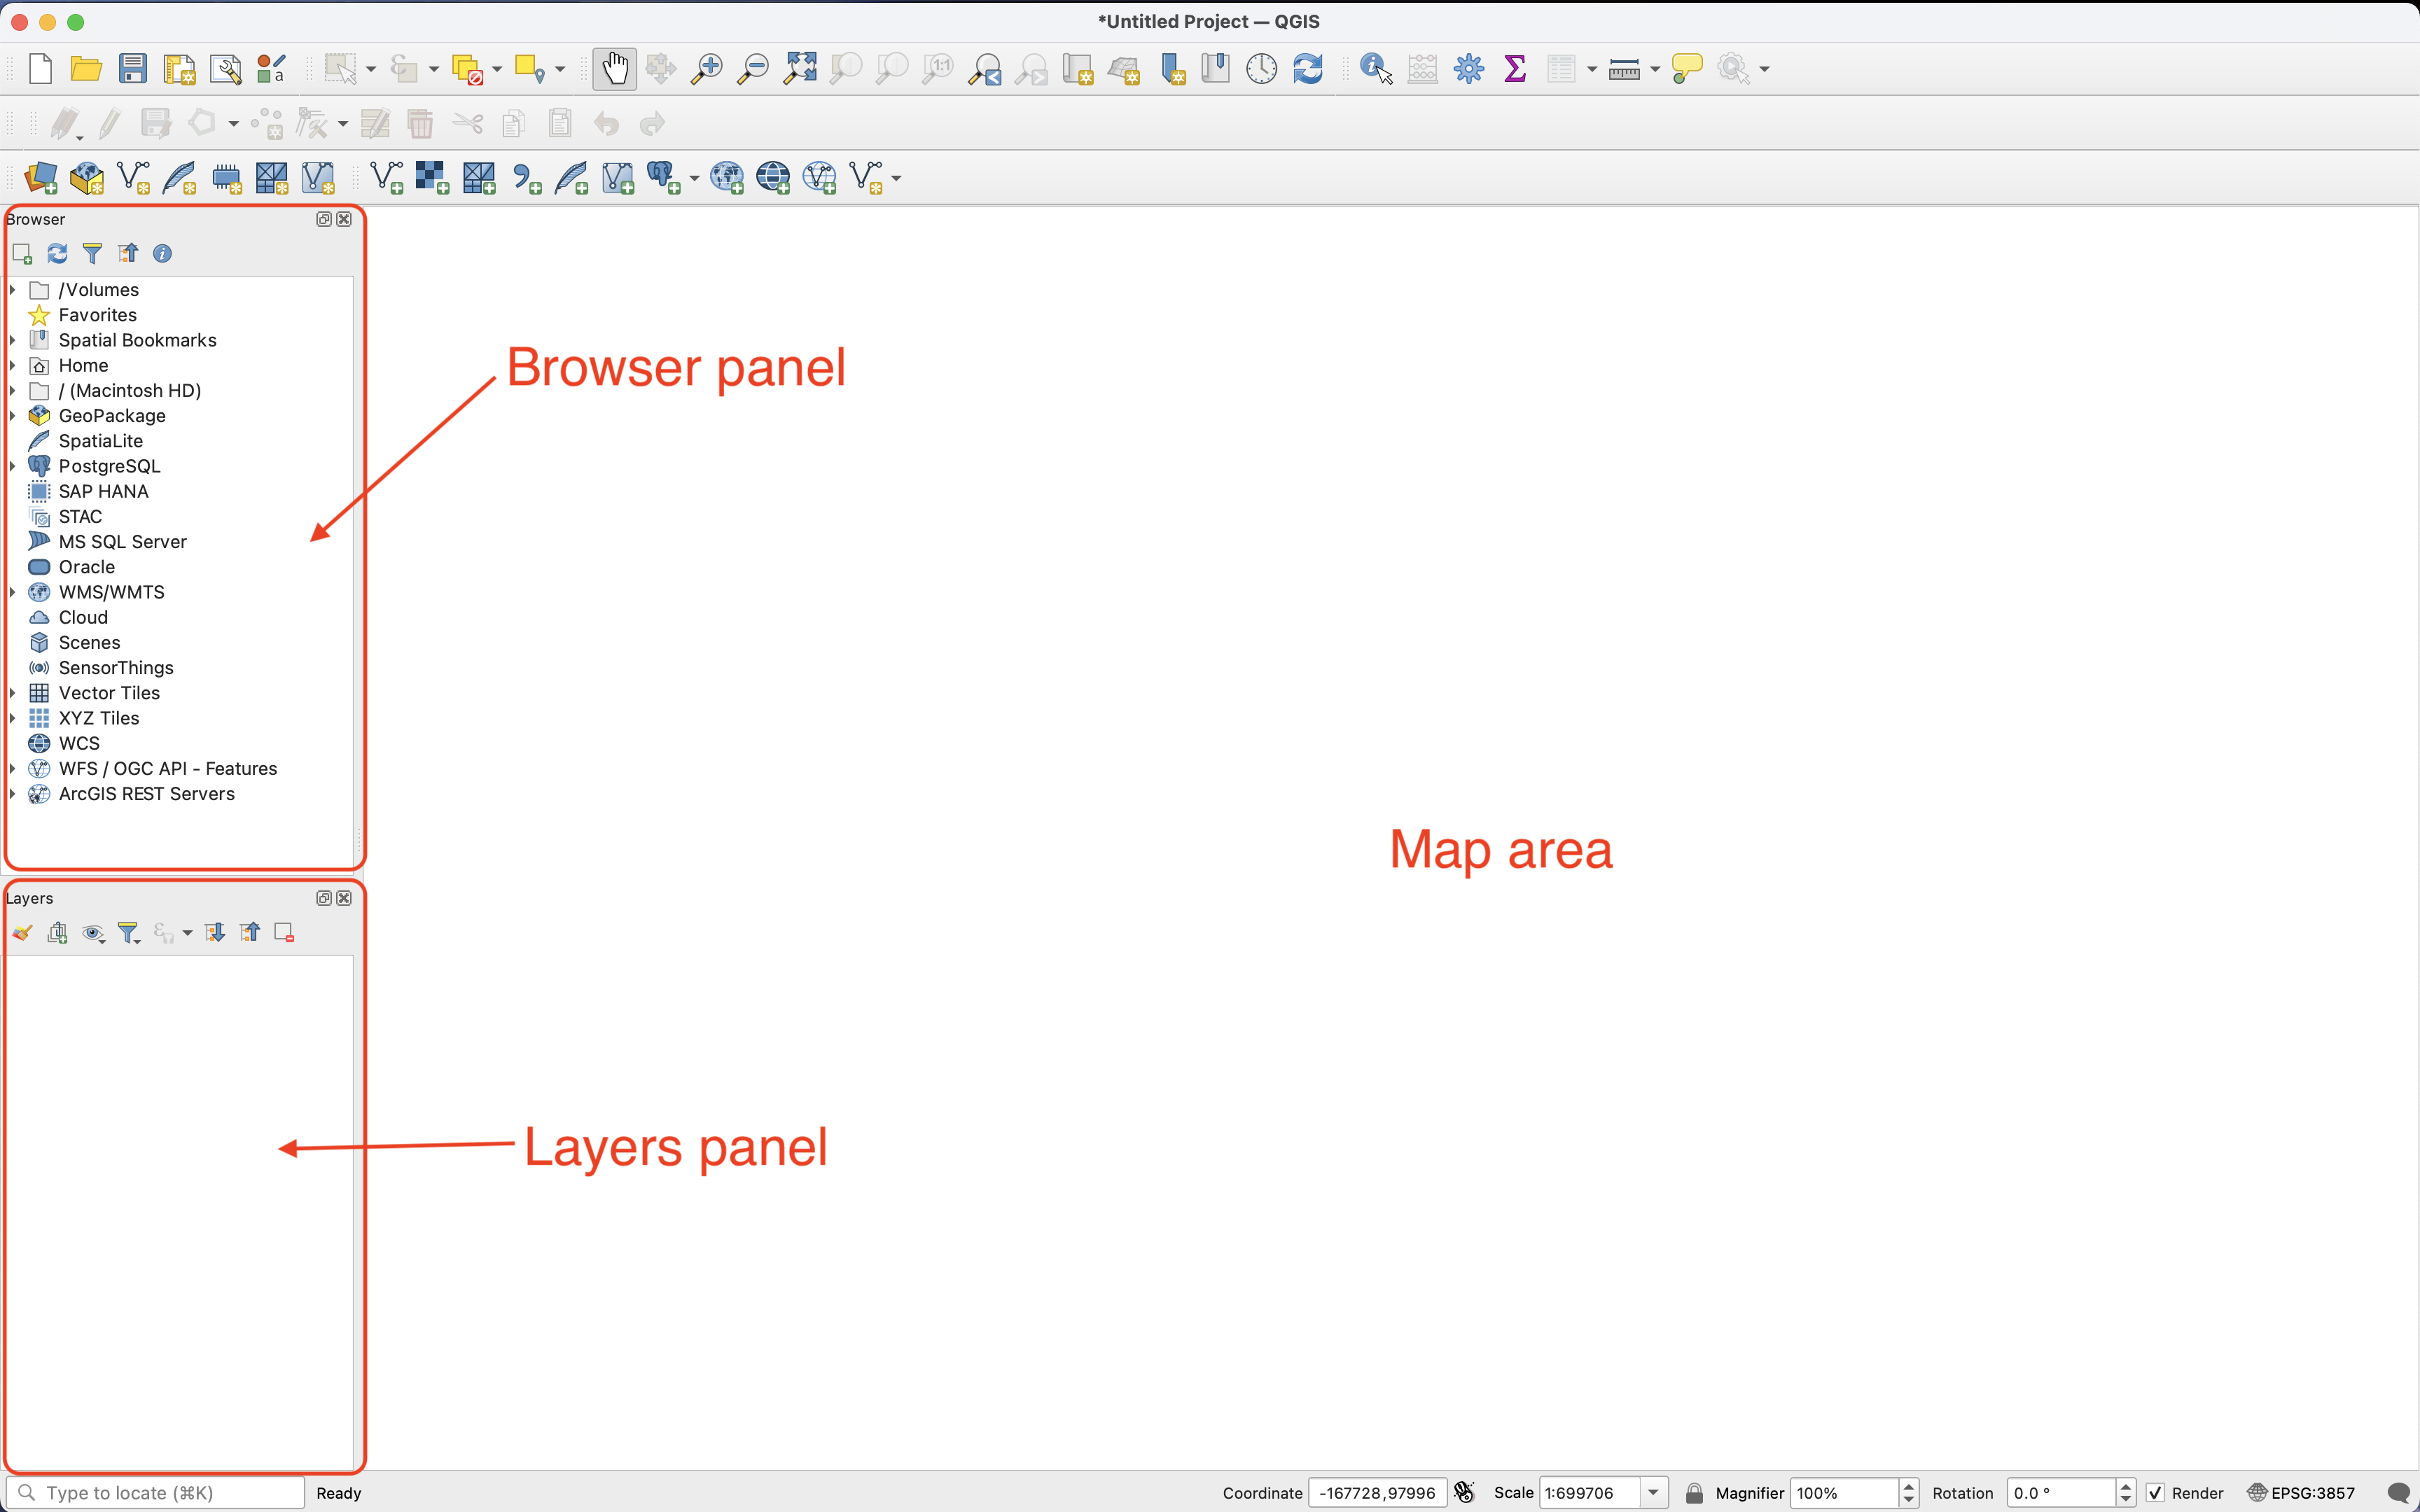 *Untitled Project — QGIS
a
1:1
Browser
/Volumes
Favorites
Spatial Bookmarks
Home
/ (Macintosh HD)
GeoPackage
SpatiaLite
PostgreSQL
SAP HANA
STAC
MS SQL Server
Oracle
WMS/WMTS
Cloud
Scenes
SensorThings
Vector Tiles
XYZ Tiles
WCS
WFS / OGC API - Features
ArcGIS REST Servers
Browser panel
Map area
Layers
Layers panel
Type to locate (⌘K) Ready Coordinate -167728,97996 Scale 1:699706 Magnifier 100% Rotation 0.0 ° Render EPSG:3857